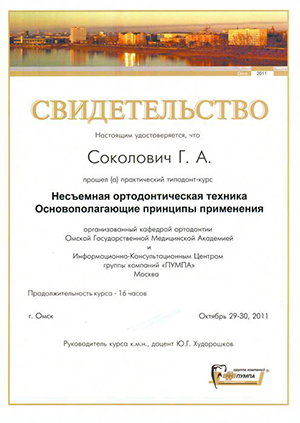 Омск 2011
СВИДЕТЕЛЬСТВО
Настоящим удостоверяется, что
Соколович Г. А.
прошел (а) практический типодонт-курс
Несъемная ортодонтическая техника
Основополагающие принципы применения
организованный кафедрой ортодонтии
Омской Государственной Медицинской Академией
и
Информационно-Консультационным Центром
группы компаний «ПУМПА»
Москва
Продолжительность курса - 16 часов
г. Омск Октябрь 29-30, 2011
Руководитель курса к.м.н., доцент Ю.Г. Худорошков
группа компаний
ПУМПА